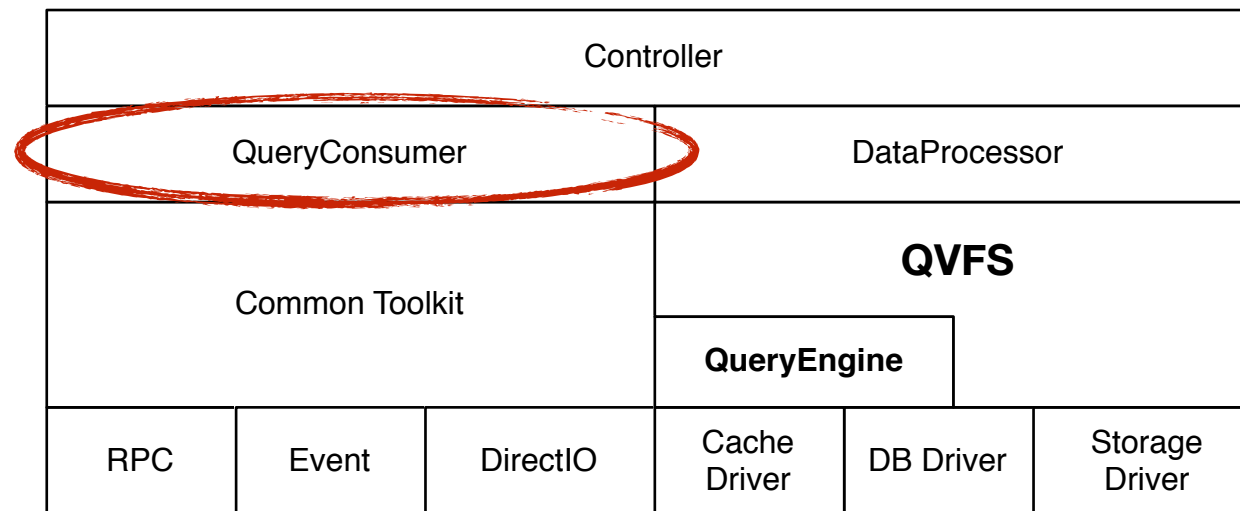 Controller
QueryConsumer
DataProcessor
Common Toolkit
QVFS
QueryEngine
RPC
Event
DirectIO
Cache
Driver
DB Driver
Storage
Driver